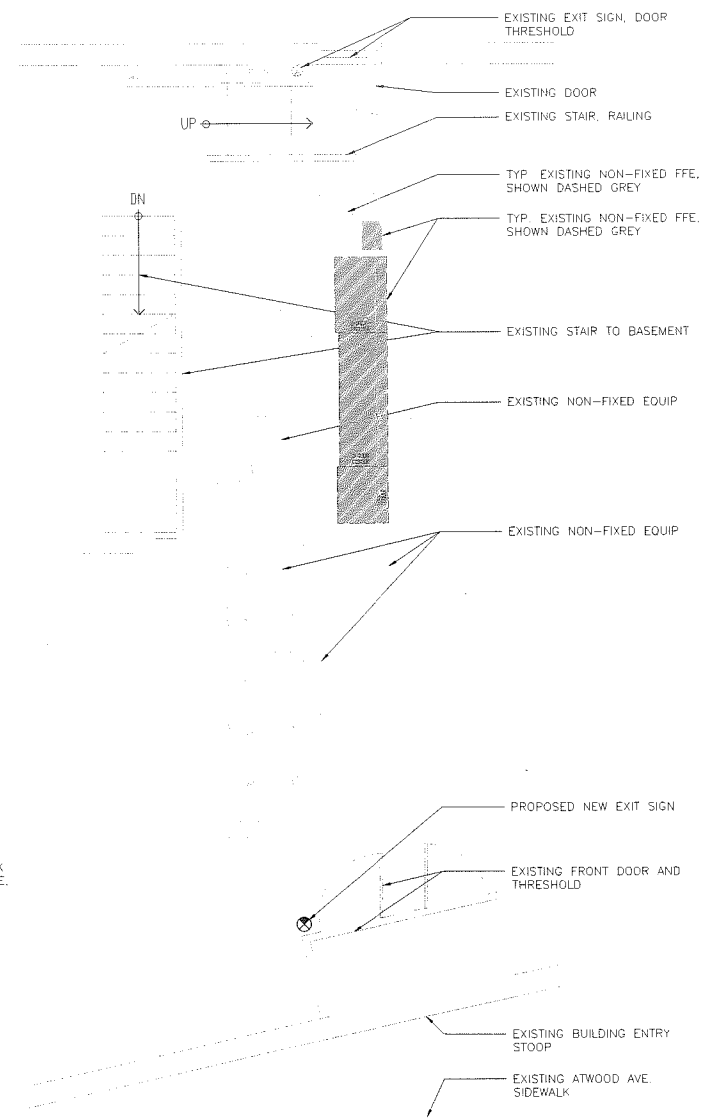 EXISTING EXIT SIGN, DOOR
THRESHOLD
EXISTING DOOR
UP
EXISTING STAIR, RAILING
TYP. EXISTING NON-FIXED FFE,
SHOWN DASHED GREY
DN
TYP. EXISTING NON-FIXED FFE,
SHOWN DASHED GREY
EXISTING STAIR TO BASEMENT
EXISTING NON-FIXED EQUIP
EXISTING NON-FIXED EQUIP
PROPOSED NEW EXIT SIGN
EXISTING FRONT DOOR AND
THRESHOLD
EXISTING BUILDING ENTRY
STOOP
EXISTING ATWOOD AVE.
SIDEWALK